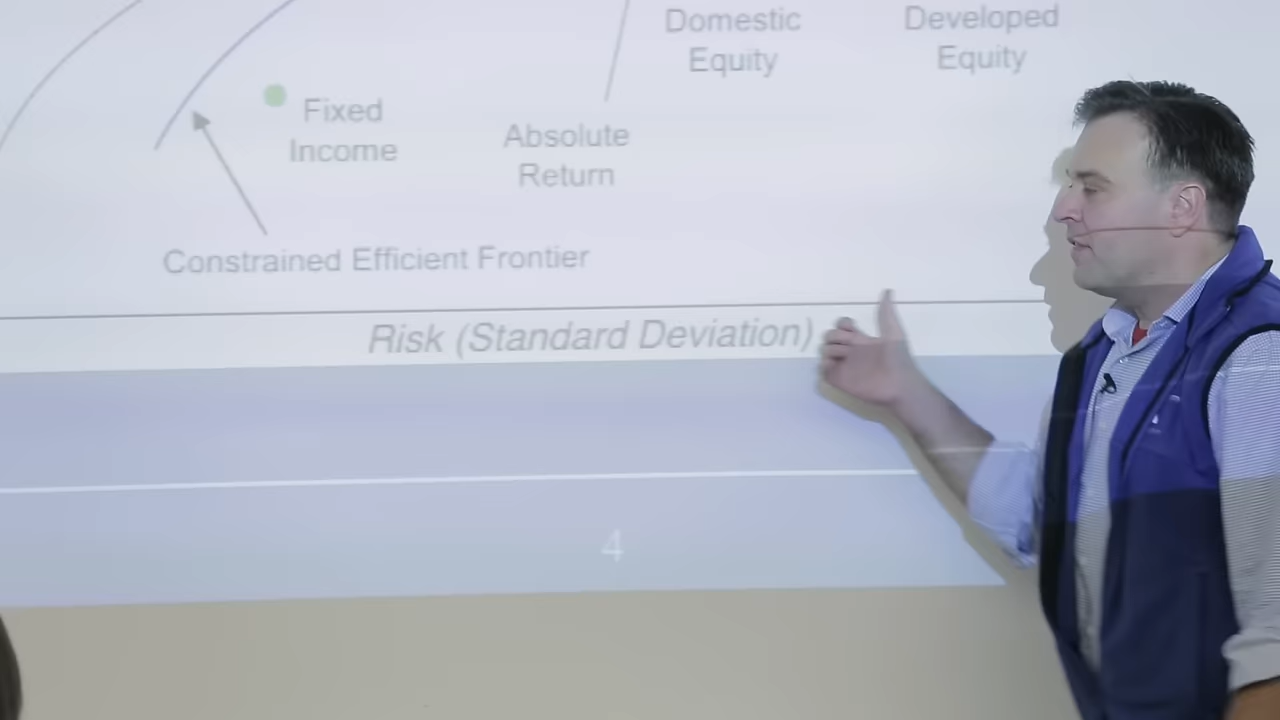 Domestic
Equity
Developed
Equity
Fixed
Income
Absolute
Return
Constrained Efficient Frontier
Risk (Standard Deviation)
4